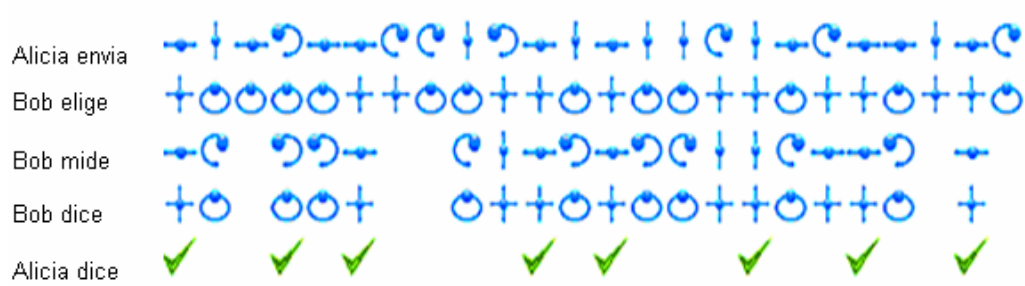 Alicia envia
Bob elige
Bob mide
Bob dice
Alicia dice